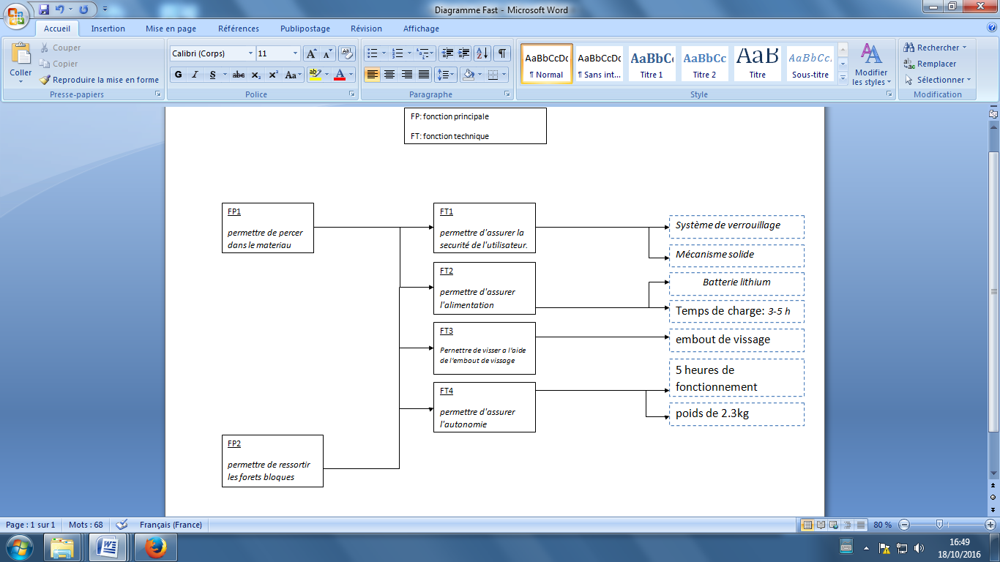 Diagramme Fast - Microsoft Word
Accueil Insertion Mise en page Références Publipostage Révision Affichage
Coller
Couper
Copier
Reproduire la mise en forme
Presse-papiers
Calibri (Corps) 11
G I S abc X₂ X² Aa
Police
Paragraphe
AaBbCcDc AaBbCcDc AaBbCc AaBbCc AaB AaBbCc.
¶ Normal ¶ Sans int... Titre 1 Titre 2 Titre Sous-titre
Modifier
les styles
Style
Rechercher
Remplacer
Sélectionner
Modification
FP: fonction principale
FT: fonction technique
FP1
permettre de percer
dans le materiau
FT1
permettre d'assurer la
securité de l'utilisateur.
Système de verrouillage
Mécanisme solide
FT2
permettre d'assurer
l'alimentation
Batterie lithium
Temps de charge: 3-5 h
FT3
Pernettre de visser a l'aide
de l'embout de vissage
embout de vissage
FT4
permettre d'assurer
l'autonomie
5 heures de
fonctionnement
poids de 2.3kg
FP2
permettre de ressortir
les forets bloques
Page : 1 sur 1 Mots : 68 Français (France) 80 %
16:49
18/10/2016